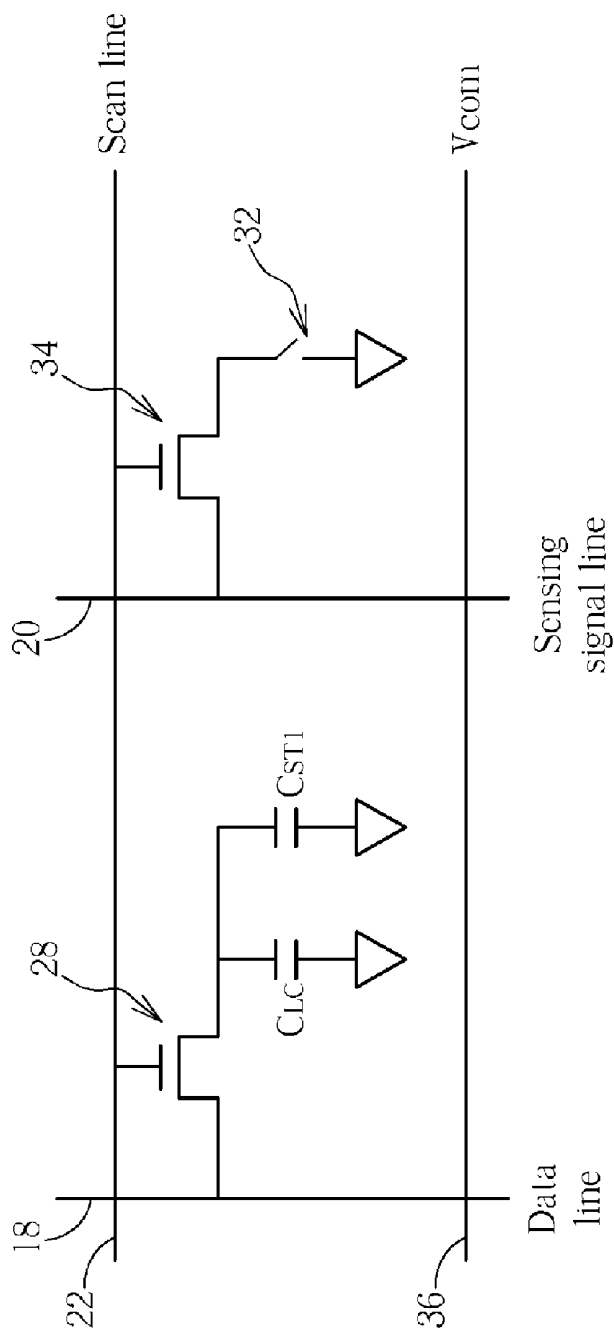 18
22
28
20
34
32
Scan line
CLC
CST1
36
Vcom
Data
line
Sensing
signal line